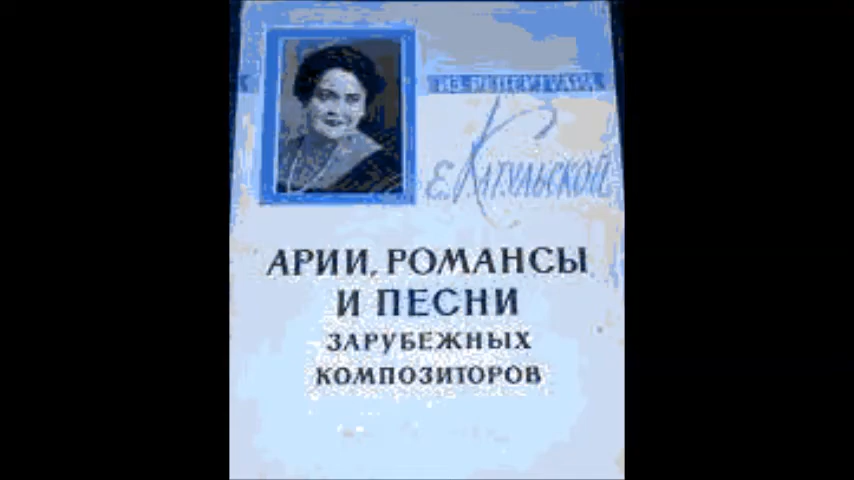 ИЗ РЕПЕРТУАРА
Е. КАТУЛЬСКОЙ
АРИИ, РОМАНСЫ
И ПЕСНИ
ЗАРУБЕЖНЫХ
КОМПОЗИТОРОВ